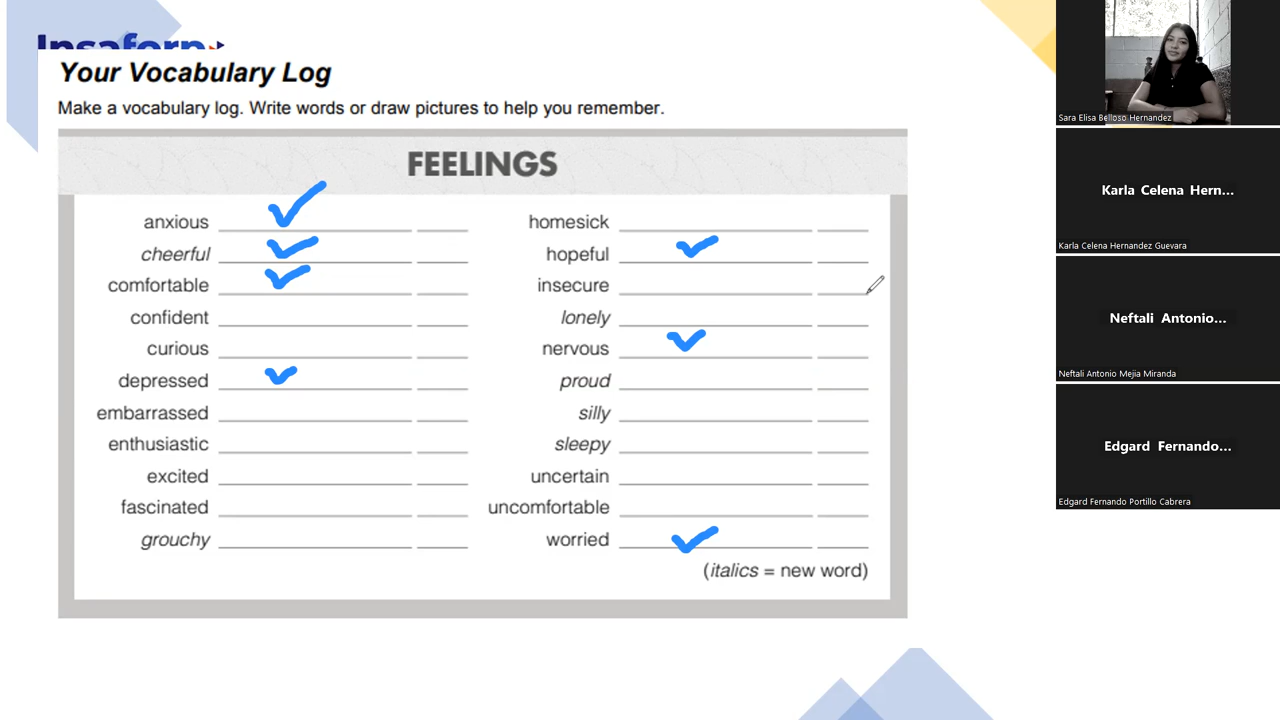 Insaforp
Your Vocabulary Log
Make a vocabulary log. Write words or draw pictures to help you remember.
FEELINGS
anxious
cheerful
comfortable
confident
curious
depressed
embarrassed
enthusiastic
excited
fascinated
grouchy
homesick
hopeful
insecure
lonely
nervous
proud
silly
sleepy
uncertain
uncomfortable
worried
(italics = new word)
Sara Elisa Belloso Hernandez
Karla Celena Hern...
Karla Celena Hernandez Guevara
Neftali Antonio...
Neftali Antonio Mejia Miranda
Edgard Fernando...
Edgard Fernando Portillo Cabrera